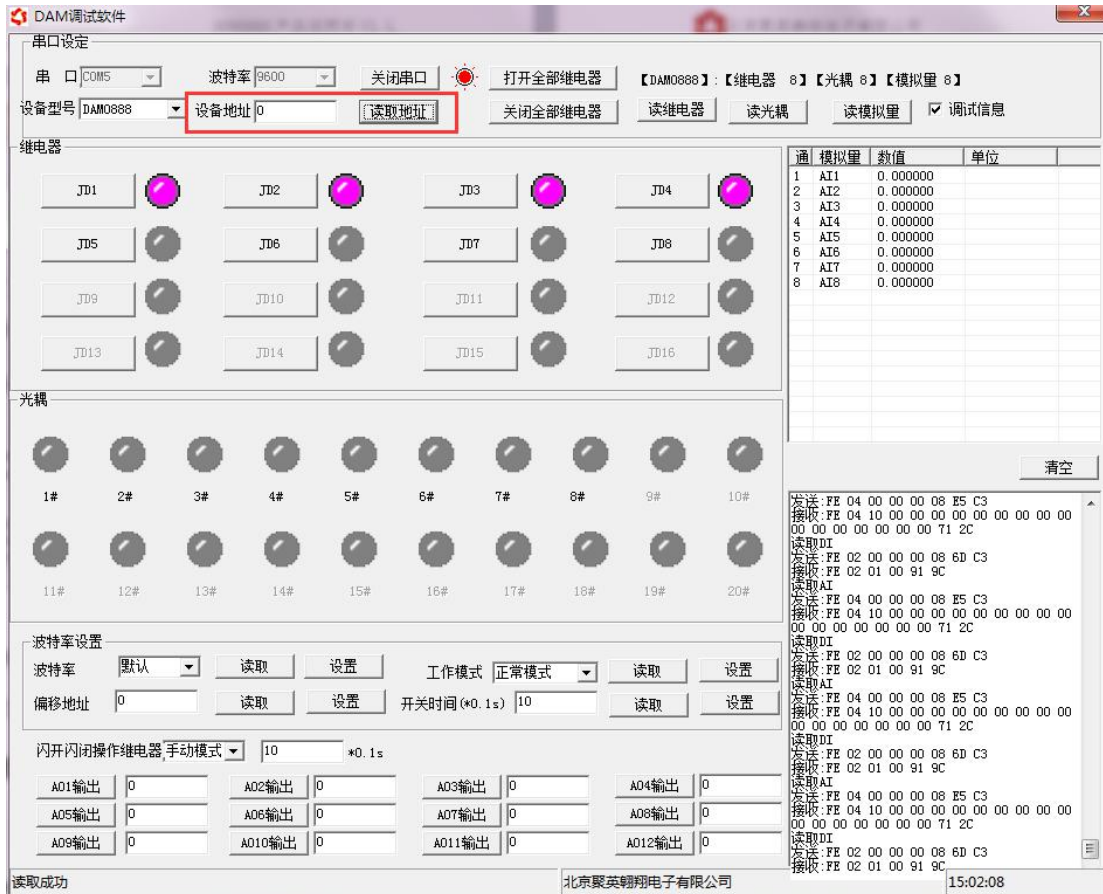 DAM调试软件
串口设定
串 口 COM5 波特率 9600 关闭串口 打开全部继电器 【DAM0888】:【继电器 8】【光耦 8】【模拟量 8】
设备型号 DAM0888 设备地址 0 读取地址 关闭全部继电器 读继电器 读光耦 读模拟量 调试信息
继电器
JD1 JD2 JD3 JD4
JD5 JD6 JD7 JD8
JD9 JD10 JD11 JD12
JD13 JD14 JD15 JD16
通 模拟量 数值 单位
1 AI1 0.000000
2 AI2 0.000000
3 AI3 0.000000
4 AI4 0.000000
5 AI5 0.000000
6 AI6 0.000000
7 AI7 0.000000
8 AI8 0.000000
光耦
1# 2# 3# 4# 5# 6# 7# 8# 9# 10#
11# 12# 13# 14# 15# 16# 17# 18# 19# 20#
清空
发送:FE 04 00 00 00 08 E5 C3
接收:FE 04 10 00 00 00 00 00 00 00 00 00
00 00 00 00 00 00 00 71 2C
读取DI
发送:FE 02 00 00 00 08 6D C3
接收:FE 02 01 00 91 9C
读取AI
发送:FE 04 00 00 00 08 E5 C3
接收:FE 04 10 00 00 00 00 00 00 00 00 00
00 00 00 00 00 00 00 71 2C
读取DI
发送:FE 02 00 00 00 08 6D C3
接收:FE 02 01 00 91 9C
读取AI
发送:FE 04 00 00 00 08 E5 C3
接收:FE 04 10 00 00 00 00 00 00 00 00 00
00 00 00 00 00 00 00 71 2C
读取DI
发送:FE 02 00 00 00 08 6D C3
接收:FE 02 01 00 91 9C
读取AI
发送:FE 04 00 00 00 08 E5 C3
接收:FE 04 10 00 00 00 00 00 00 00 00 00
00 00 00 00 00 00 00 71 2C
读取DI
发送:FE 02 00 00 00 08 6D C3
接收:FE 02 01 00 91 9C
波特率设置
波特率 默认 读取 设置 工作模式 正常模式 读取 设置
偏移地址 0 读取 设置 开关时间(*0.1s) 10 读取 设置
闪开闪闭操作继电器 手动模式 10 *0.1s
AO1输出 0 AO2输出 0 AO3输出 0 AO4输出 0
AO5输出 0 AO6输出 0 AO7输出 0 AO8输出 0
AO9输出 0 AO10输出 0 AO11输出 0 AO12输出 0
读取成功 北京聚英翱翔电子有限公司 15:02:08